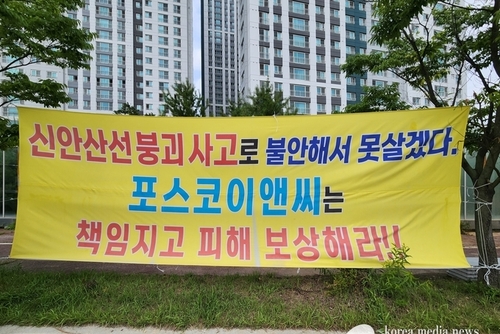 신안산선붕괴사고로 불안해서 못살겠다.
포스코이앤씨는
책임지고 피해 보상해라!!
korea media news